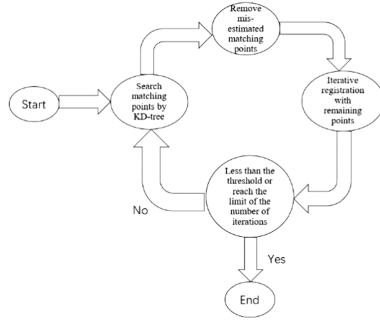 Remove
mis-
estimated
matching
points
Search
matching
points by
KD-tree
Iterative
registration
with
remaining
points
Start
Less than the
threshold or
reach the
limit of the
number of
iterations
No
Yes
End